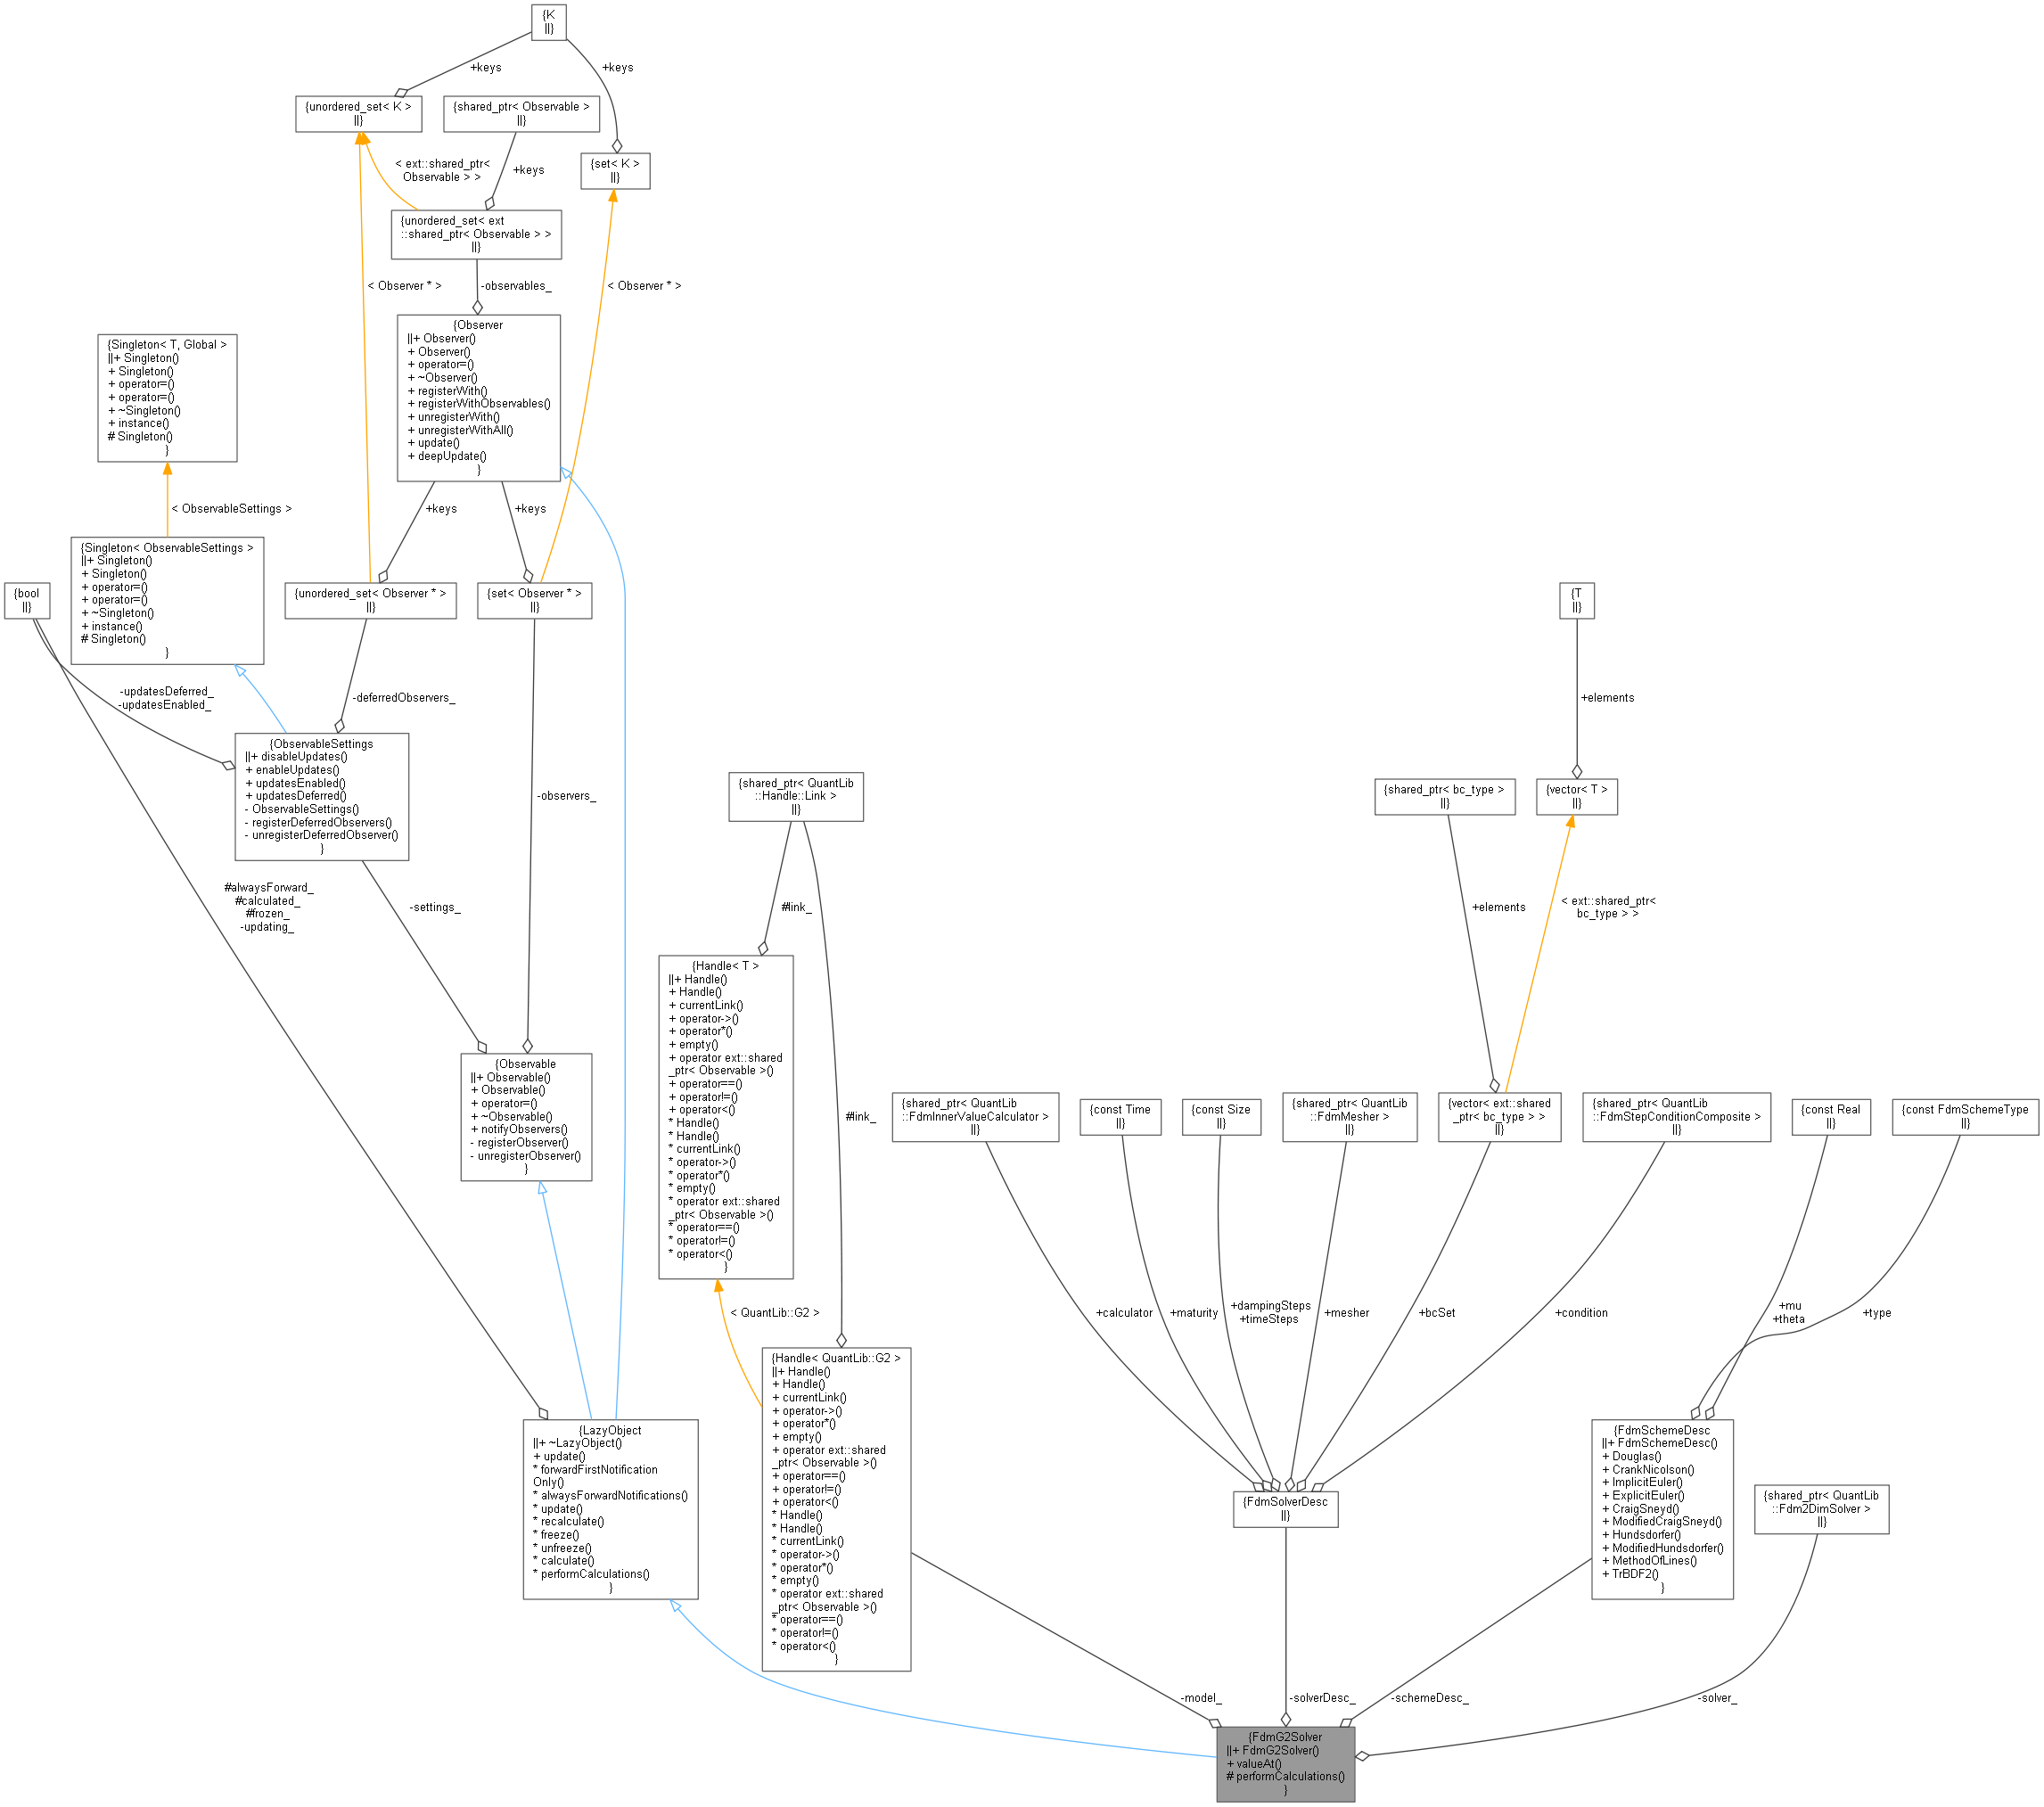 {K
||}
+keys
+keys
{unordered_set< K >
||}
{shared_ptr< Observable >
||}
{set< K >
||}
< ext::shared_ptr<
Observable > >
+keys
{unordered_set< ext
::shared_ptr< Observable > >
||}
< Observer * >
-observables_
< Observer * >
{Singleton< T, Global >
||+ Singleton()
+ Singleton()
+ operator=()
+ operator=()
+ ~Singleton()
+ instance()
# Singleton()
}
{Observer
||+ Observer()
+ Observer()
+ operator=()
+ ~Observer()
+ registerWith()
+ registerWithObservables()
+ unregisterWith()
+ unregisterWithAll()
+ update()
+ deepUpdate()
}
< ObservableSettings >
+keys
+keys
{bool
||}
{Singleton< ObservableSettings >
||+ Singleton()
+ Singleton()
+ operator=()
+ operator=()
+ ~Singleton()
+ instance()
# Singleton()
}
{unordered_set< Observer * >
||}
{set< Observer * >
||}
{T
||}
-updatesDeferred_
-updatesEnabled_
-deferredObservers_
+elements
{ObservableSettings
||+ disableUpdates()
+ enableUpdates()
+ updatesEnabled()
+ updatesDeferred()
- ObservableSettings()
- registerDeferredObservers()
- unregisterDeferredObserver()
}
-observers_
{shared_ptr< QuantLib
::Handle::Link >
||}
{shared_ptr< bc_type >
||}
{vector< T >
||}
#alwaysForward_
#calculated_
#frozen_
-updating_
-settings_
#link_
+elements
< ext::shared_ptr<
bc_type > >
{Observable
||+ Observable()
+ Observable()
+ operator=()
+ ~Observable()
+ notifyObservers()
- registerObserver()
- unregisterObserver()
}
{Handle< T >
||+ Handle()
+ Handle()
+ currentLink()
+ operator->()
+ operator*()
+ empty()
+ operator ext::shared
_ptr< Observable >()
+ operator==()
+ operator!=()
+ operator<()
* Handle()
* Handle()
* currentLink()
* operator->()
* operator*()
* empty()
* operator ext::shared
_ptr< Observable >()
* operator==()
* operator!=()
* operator<()
}
#link_
{shared_ptr< QuantLib
::FdmInnerValueCalculator >
||}
{const Time
||}
{const Size
||}
{shared_ptr< QuantLib
::FdmMesher >
||}
{vector< ext::shared
_ptr< bc_type > >
||}
{shared_ptr< QuantLib
::FdmStepConditionComposite >
||}
{const Real
||}
{const FdmSchemeType
||}
< QuantLib::G2 >
+calculator
+maturity
+dampingSteps
+timeSteps
+mesher
+bcSet
+condition
+mu
+theta
+type
{LazyObject
||+ ~LazyObject()
+ update()
* forwardFirstNotification
Only()
* alwaysForwardNotifications()
* update()
* recalculate()
* freeze()
* unfreeze()
* calculate()
* performCalculations()
}
{Handle< QuantLib::G2 >
||+ Handle()
+ Handle()
+ currentLink()
+ operator->()
+ operator*()
+ empty()
+ operator ext::shared
_ptr< Observable >()
+ operator==()
+ operator!=()
+ operator<()
* Handle()
* Handle()
* currentLink()
* operator->()
* operator*()
* empty()
* operator ext::shared
_ptr< Observable >()
* operator==()
* operator!=()
* operator<()
}
{FdmSolverDesc
||}
{FdmSchemeDesc
||+ FdmSchemeDesc()
+ Douglas()
+ CrankNicolson()
+ ImplicitEuler()
+ ExplicitEuler()
+ CraigSneyd()
+ ModifiedCraigSneyd()
+ Hundsdorfer()
+ ModifiedHundsdorfer()
+ MethodOfLines()
+ TrBDF2()
}
{shared_ptr< QuantLib
::Fdm2DimSolver >
||}
-model_
-solverDesc_
-schemeDesc_
-solver_
{FdmG2Solver
||+ FdmG2Solver()
+ valueAt()
# performCalculations()
}